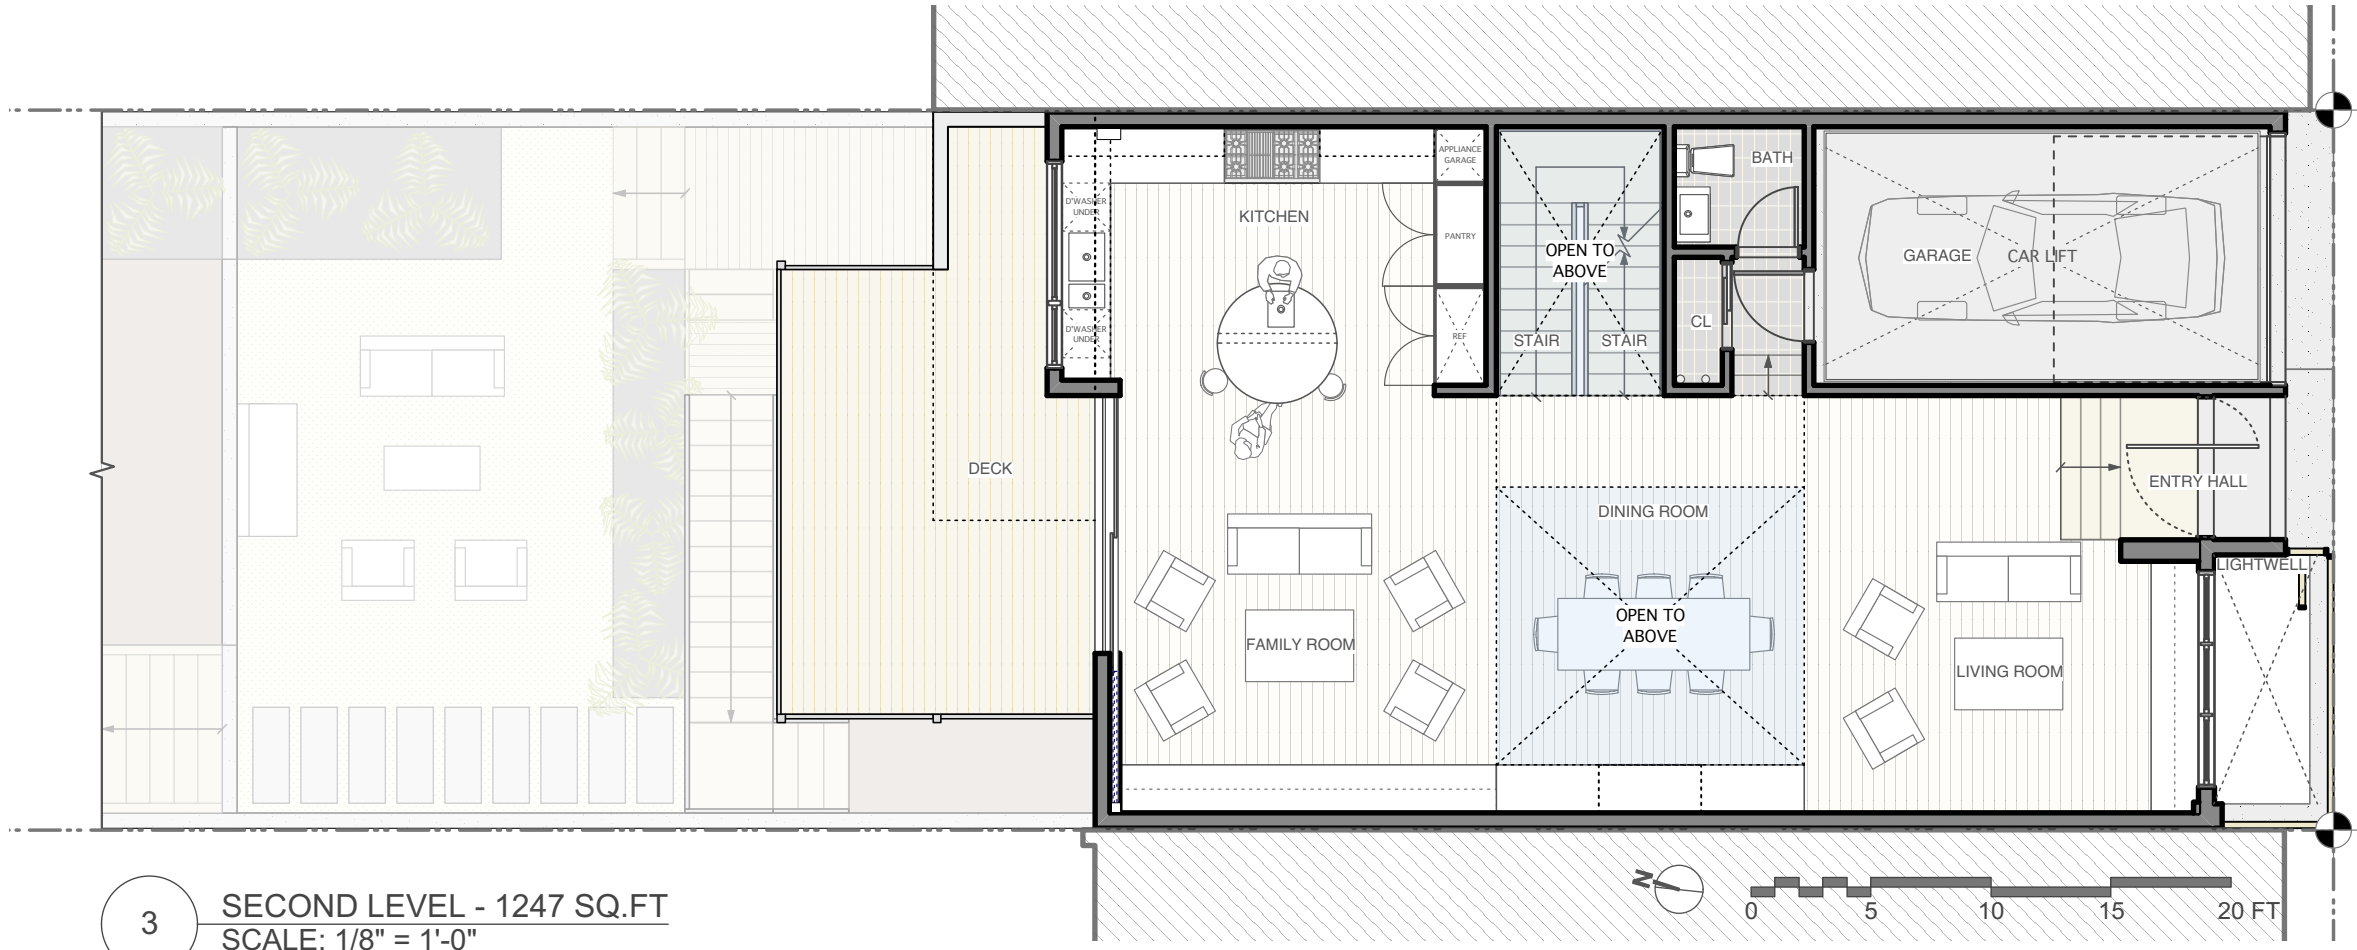 BATH
APPLIANCE
GARAGE
D'WASHER
UNDER
KITCHEN
PANTRY
OPEN TO
ABOVE
GARAGE
CAR LIFT
CL
D'WASHER
UNDER
REF
STAIR
STAIR
DECK
ENTRY HALL
DINING ROOM
LIGHTWELL
OPEN TO
ABOVE
FAMILY ROOM
LIVING ROOM
N
3
SECOND LEVEL - 1247 SQ.FT
SCALE: 1/8" = 1'-0"
0 5 10 15 20 FT